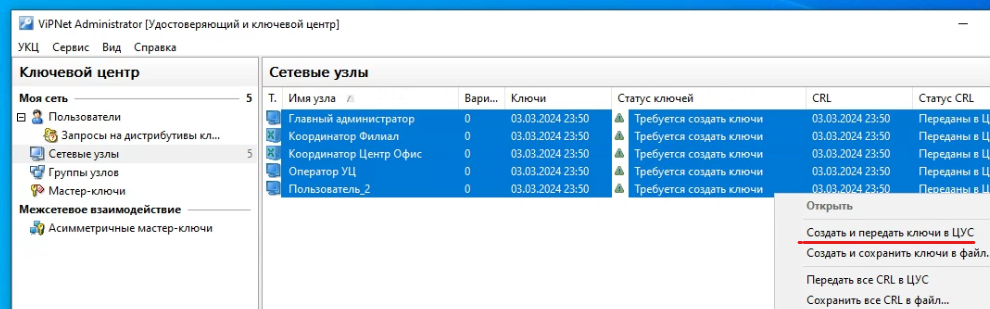 ViPNet Administrator [Удостоверяющий и ключевой центр]
УКЦ Сервис Вид Справка
Ключевой центр
Сетевые узлы
Моя сеть 5
Пользователи
Запросы на дистрибутивы кл...
Сетевые узлы 5
Группы узлов
Мастер-ключи
Межсетевое взаимодействие
Асимметричные мастер-ключи
Т. Имя узла Вари... Ключи Статус ключей CRL Статус CRL
Главный администратор 0 03.03.2024 23:50 Требуется создать ключи 03.03.2024 23:50 Переданы в Ц
Координатор Филиал 0 03.03.2024 23:50 Требуется создать ключи 03.03.2024 23:50 Переданы в Ц
Координатор Центр Офис 0 03.03.2024 23:50 Требуется создать ключи 03.03.2024 23:50 Переданы в Ц
Оператор УЦ 0 03.03.2024 23:50 Требуется создать ключи 03.03.2024 23:50 Переданы в Ц
Пользователь_2 0 03.03.2024 23:50 Требуется создать ключи 03.03.2024 23:50 Переданы в Ц
Открыть
Создать и передать ключи в ЦУС
Создать и сохранить ключи в файл...
Передать все CRL в ЦУС
Сохранить все CRL в файл...